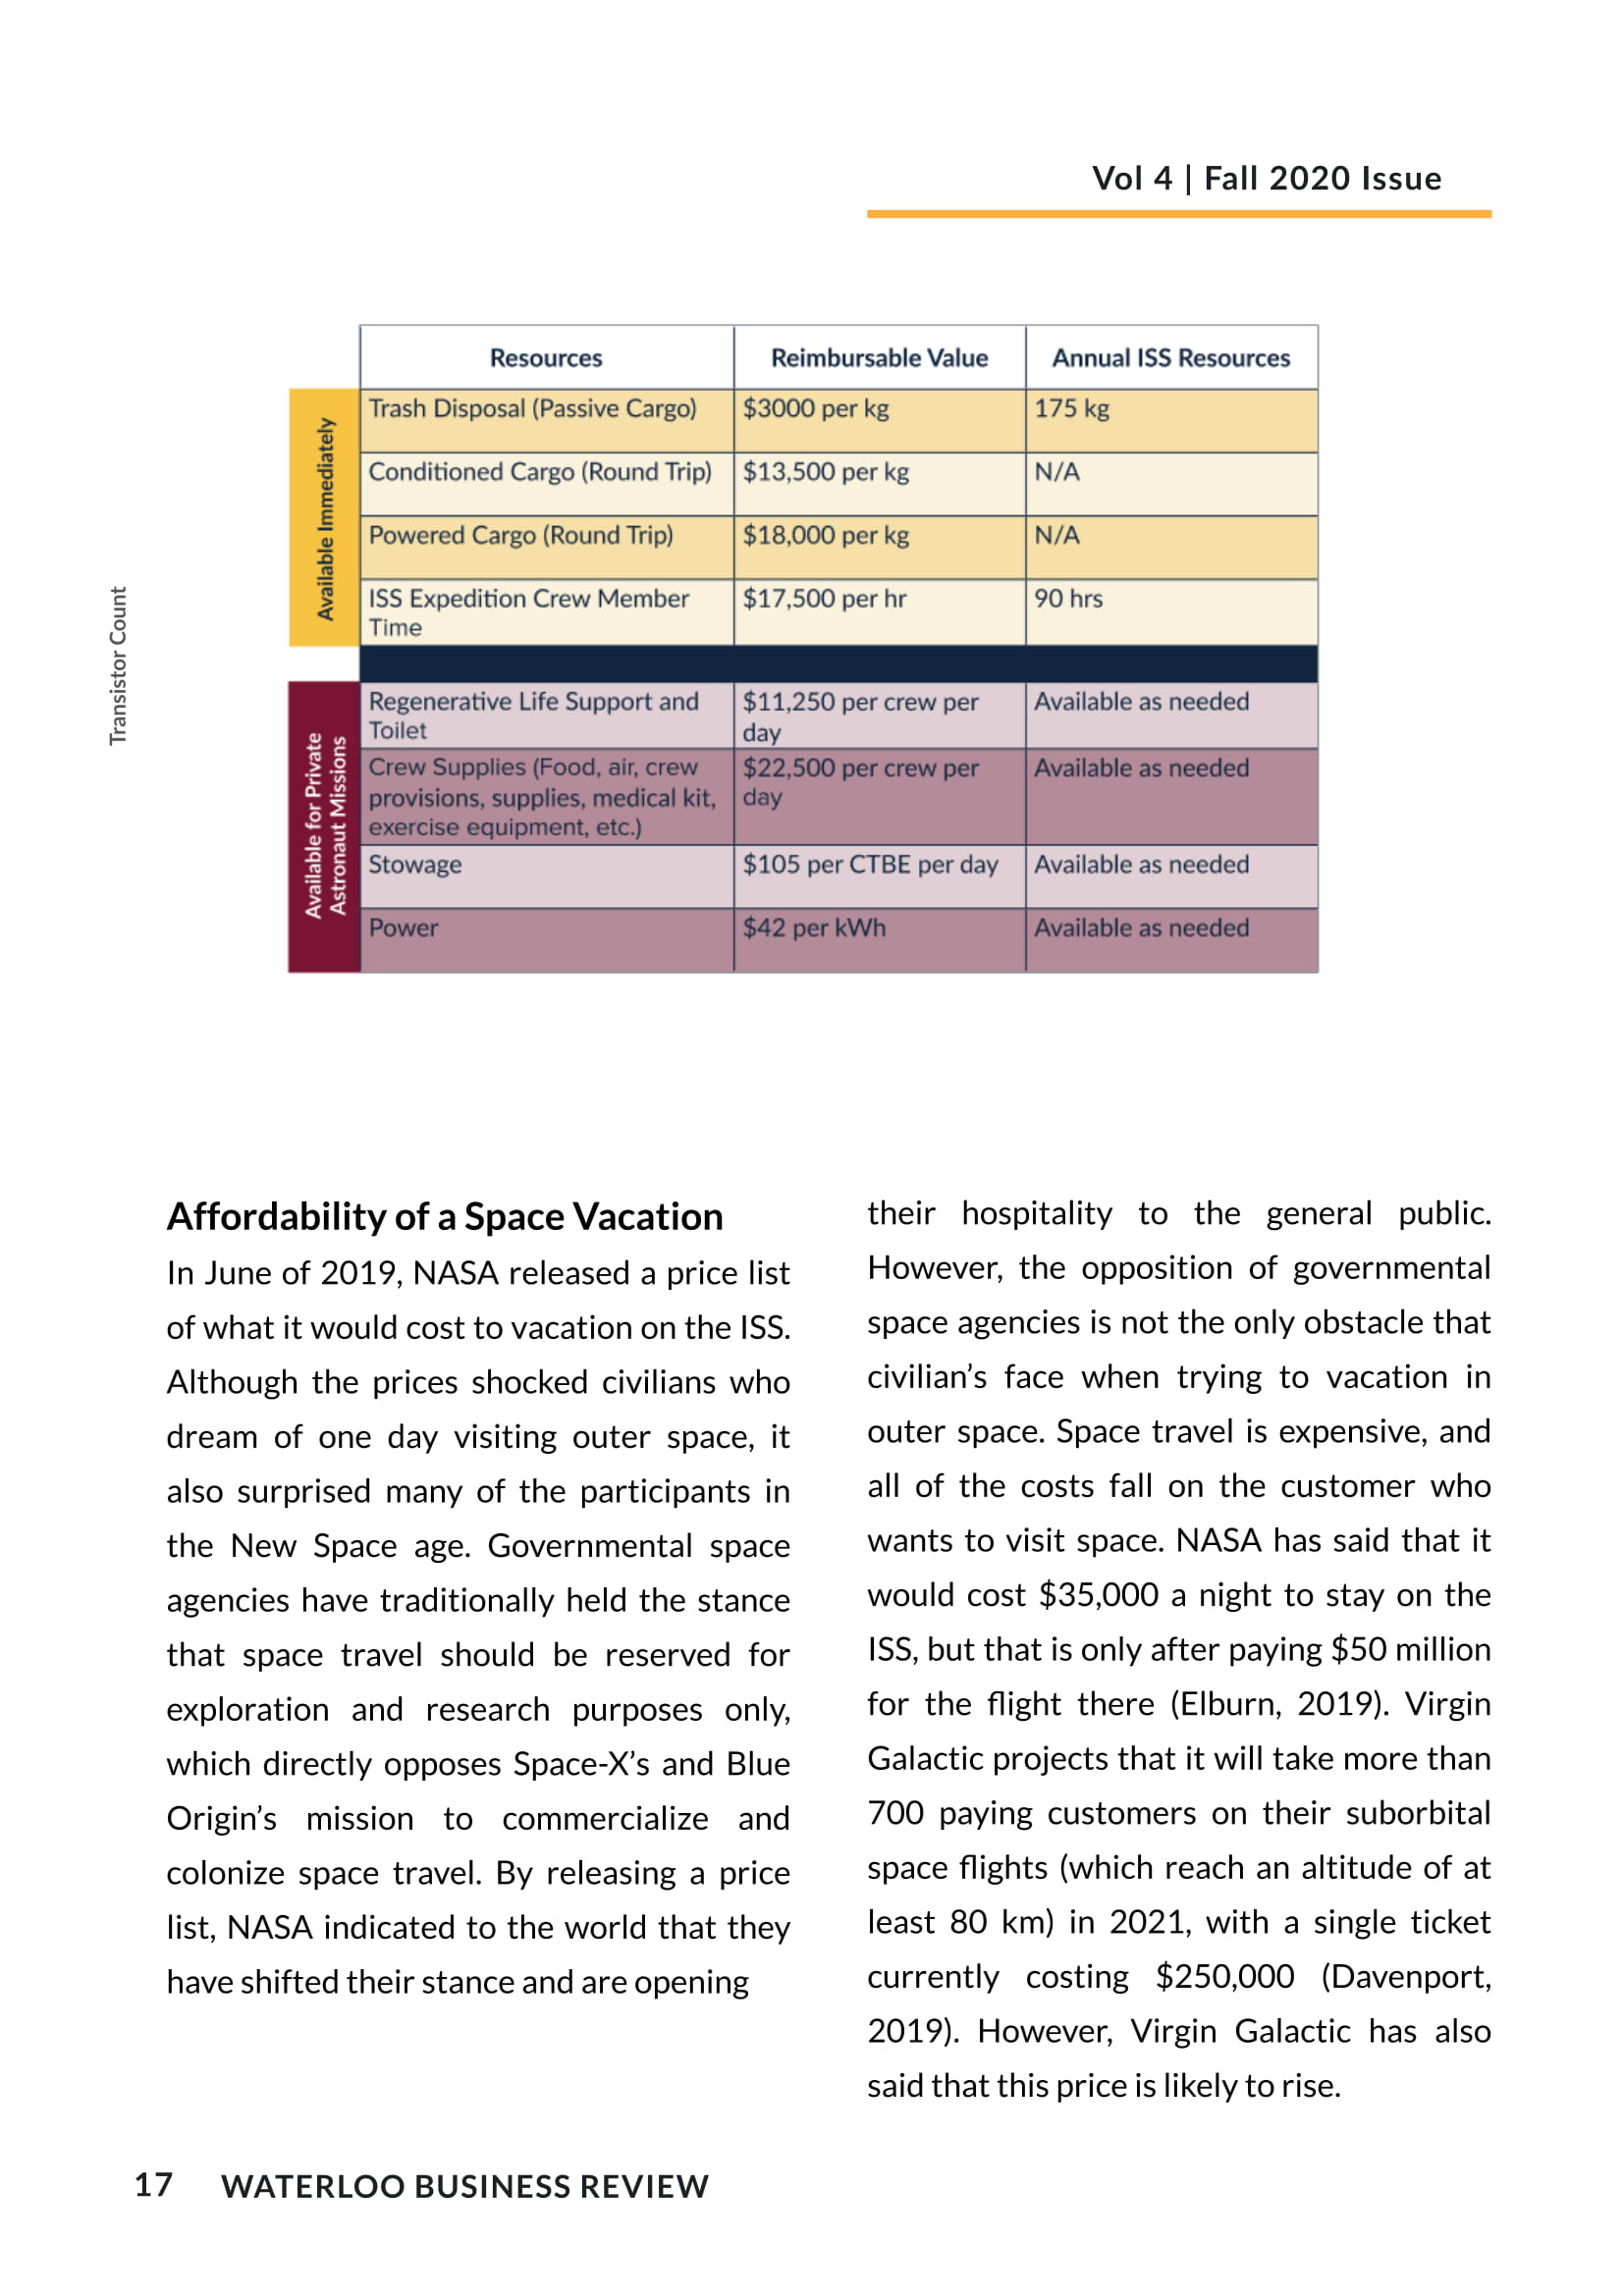 Vol 4 | Fall 2020 Issue
Transistor Count
Resources Reimbursable Value Annual ISS Resources
Available Immediately
Trash Disposal (Passive Cargo) $3000 per kg 175 kg
Conditioned Cargo (Round Trip) $13,500 per kg N/A
Powered Cargo (Round Trip) $18,000 per kg N/A
ISS Expedition Crew Member $17,500 per hr 90 hrs
Time
Available for Private
Astronaut Missions
Regenerative Life Support and $11,250 per crew per Available as needed
Toilet day
Crew Supplies (Food, air, crew $22,500 per crew per Available as needed
provisions, supplies, medical kit, day
exercise equipment, etc.)
Stowage $105 per CTBE per day Available as needed
Power $42 per kWh Available as needed
Affordability of a Space Vacation
In June of 2019, NASA released a price list
of what it would cost to vacation on the ISS.
Although the prices shocked civilians who
dream of one day visiting outer space, it
also surprised many of the participants in
the New Space age. Governmental space
agencies have traditionally held the stance
that space travel should be reserved for
exploration and research purposes only,
which directly opposes Space-X’s and Blue
Origin’s mission to commercialize and
colonize space travel. By releasing a price
list, NASA indicated to the world that they
have shifted their stance and are opening
their hospitality to the general public.
However, the opposition of governmental
space agencies is not the only obstacle that
civilian’s face when trying to vacation in
outer space. Space travel is expensive, and
all of the costs fall on the customer who
wants to visit space. NASA has said that it
would cost $35,000 a night to stay on the
ISS, but that is only after paying $50 million
for the flight there (Elburn, 2019). Virgin
Galactic projects that it will take more than
700 paying customers on their suborbital
space flights (which reach an altitude of at
least 80 km) in 2021, with a single ticket
currently costing $250,000 (Davenport,
2019). However, Virgin Galactic has also
said that this price is likely to rise.
17 WATERLOO BUSINESS REVIEW